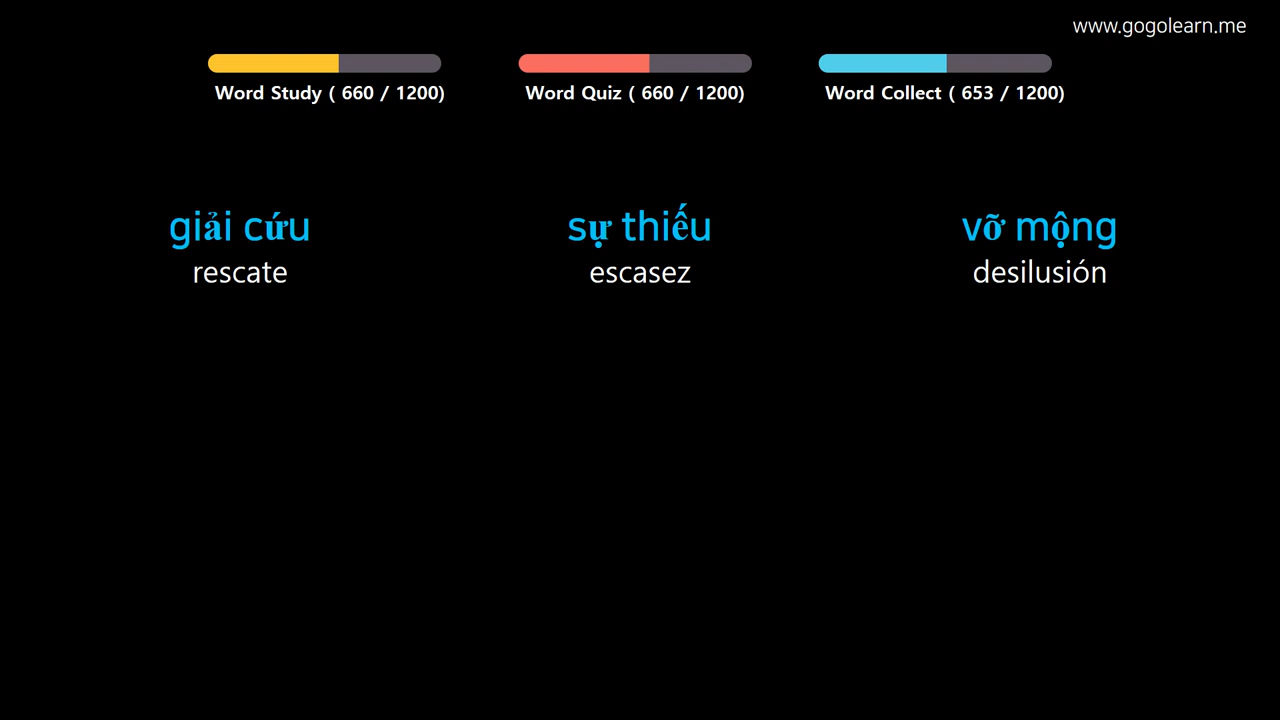 www.gogolearn.me
Word Study ( 660 / 1200)
Word Quiz ( 660 / 1200)
Word Collect ( 653 / 1200)
giải cứu
rescate
sự thiếu
escasez
vỡ mộng
desilusión